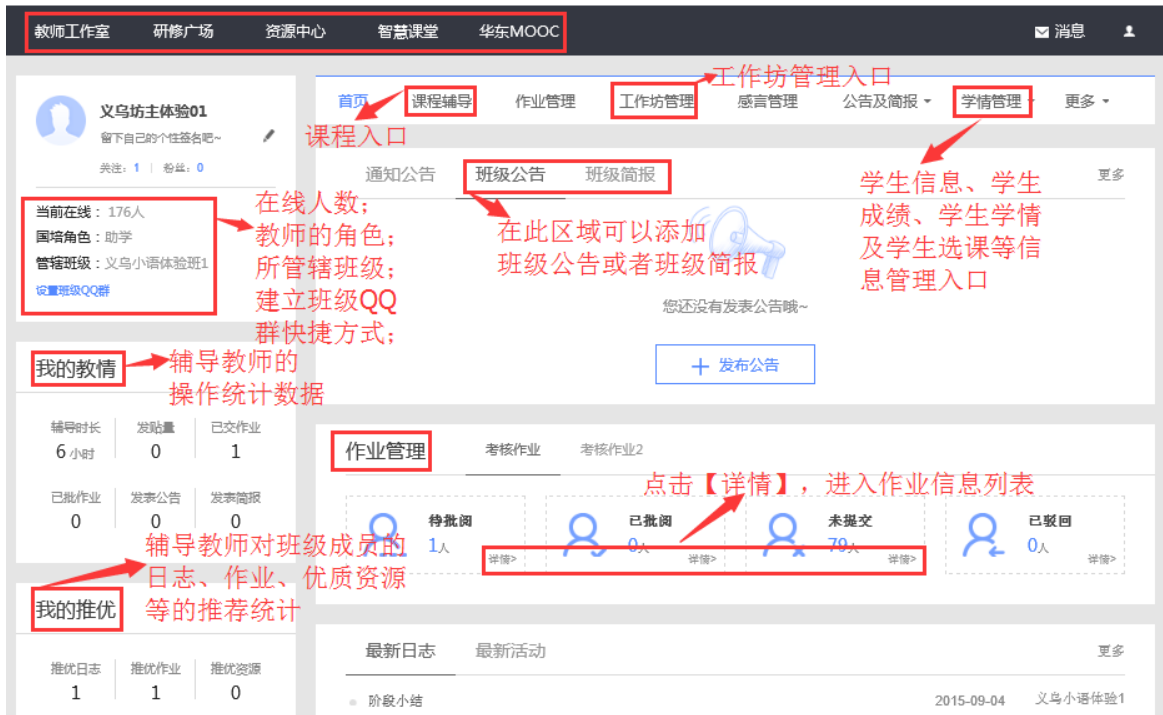 教师工作室 研修广场 资源中心 智慧课堂 华东MOOC 消息
工作坊管理入口
首页 课程辅导 作业管理 工作坊管理 感言管理 公告及简报 学情管理 更多
课程入口
义乌坊主体验01
留下自己的个性签名吧~
关注：1 | 粉丝：0
当前在线：176人
国培角色：助学
管辖班级：义乌小语体验班1
设置班级QQ群
在线人数；
教师的角色；
所管辖班级；
建立班级QQ
群快捷方式；
通知公告 班级公告 班级简报 更多
在此区域可以添加
班级公告或者班级简报
学生信息、学生
成绩、学生学情
及学生选课等信
息管理入口
您还没有发表公告哦~
+ 发布公告
我的教情
辅导教师的
操作统计数据
辅导时长 发贴量 已交作业
6 小时 0 1
已批作业 发表公告 发表简报
0 0 0
作业管理 考核作业 考核作业2
点击【详情】，进入作业信息列表
待批阅 已批阅 未提交 已驳回
1人 0人 79人 0人
详情> 详情> 详情> 详情>
辅导教师对班级成员的
日志、作业、优质资源
等的推荐统计
我的推优
推优日志 推优作业 推优资源
1 1 0
最新日志 最新活动 更多
阶段小结 2015-09-04 义乌小语体验1